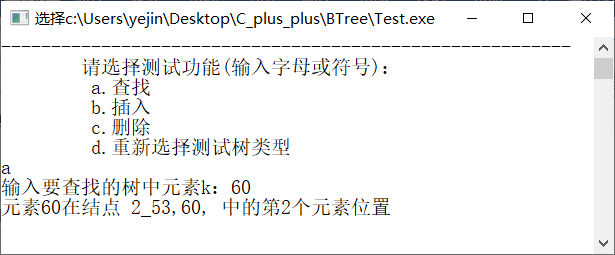 选择c:\Users\yejin\Desktop\C_plus_plus\BTree\Test.exe
---------------------------------------------------------
请选择测试功能(输入字母或符号):
a.查找
b.插入
c.删除
d.重新选择测试树类型
a
输入要查找的树中元素k：60
元素60在结点 2_53,60, 中的第2个元素位置